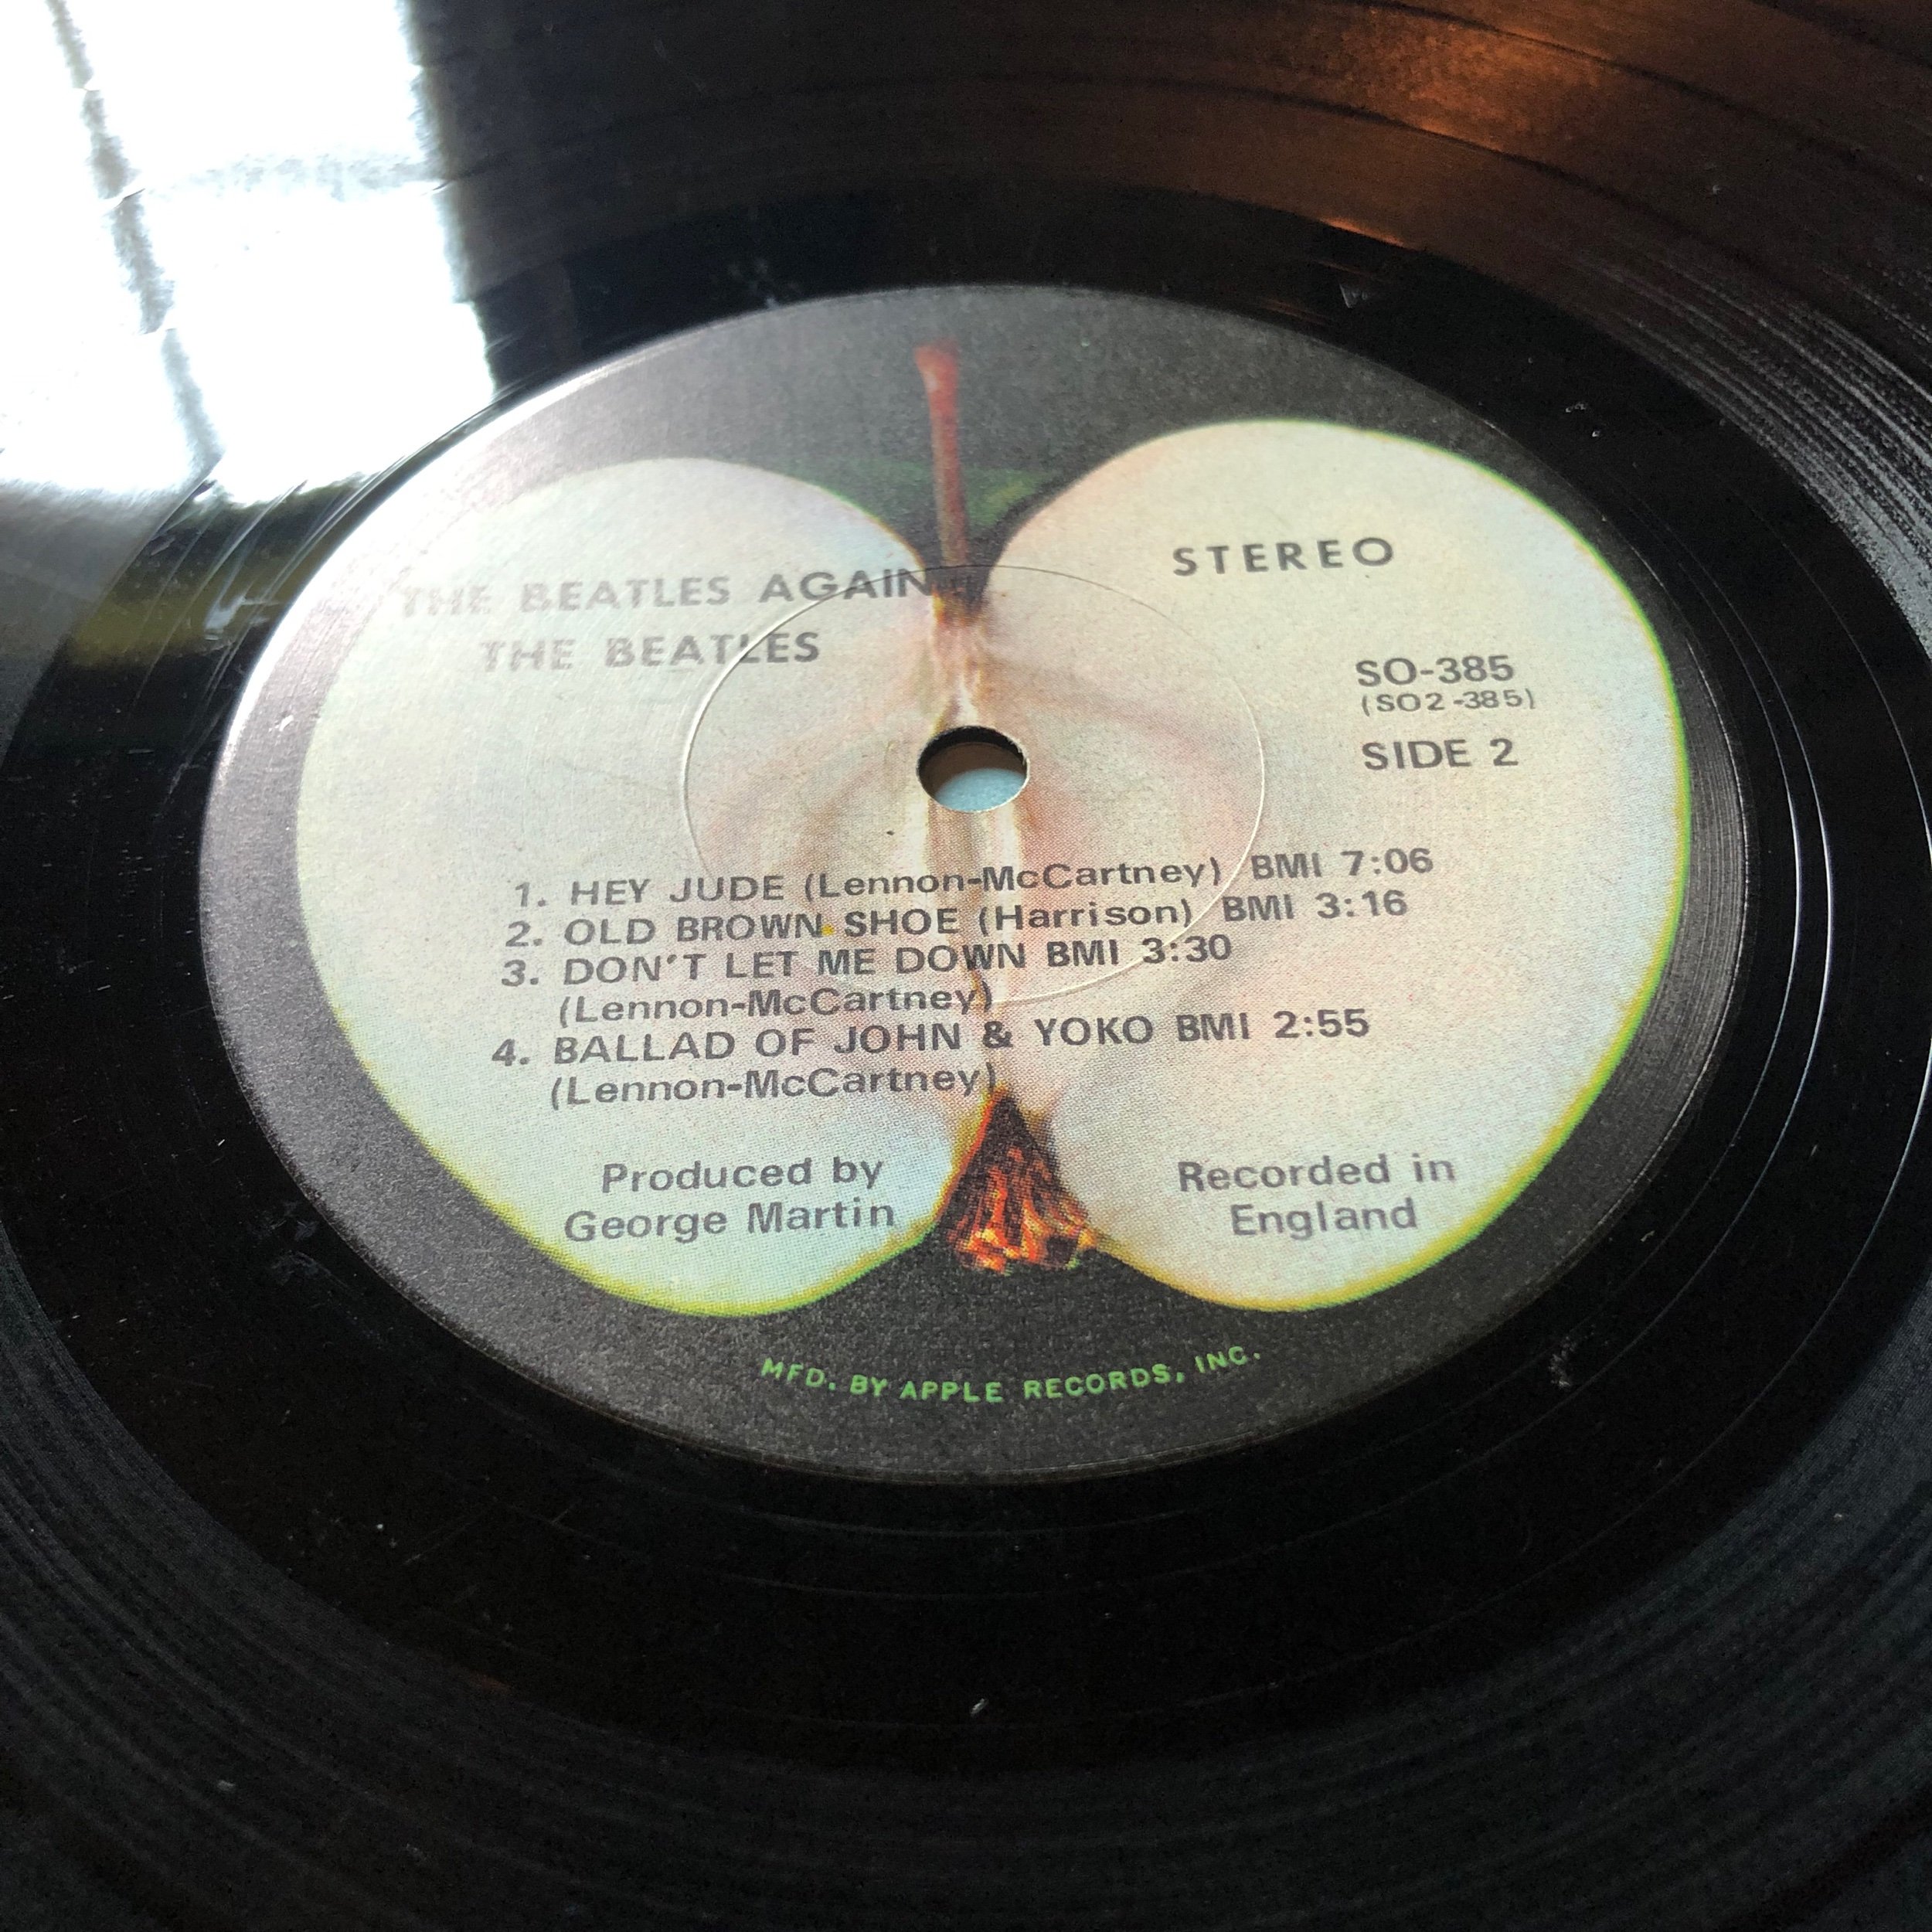 THE BEATLES AGAIN
THE BEATLES
STEREO
SO-385
(SO2-385)
SIDE 2
1. HEY JUDE (Lennon-McCartney) BMI 7:06
2. OLD BROWN SHOE (Harrison) BMI 3:16
3. DON'T LET ME DOWN BMI 3:30
(Lennon-McCartney)
4. BALLAD OF JOHN & YOKO BMI 2:55
(Lennon-McCartney)
Produced by
George Martin
Recorded in
England
MFD. BY APPLE RECORDS, INC.